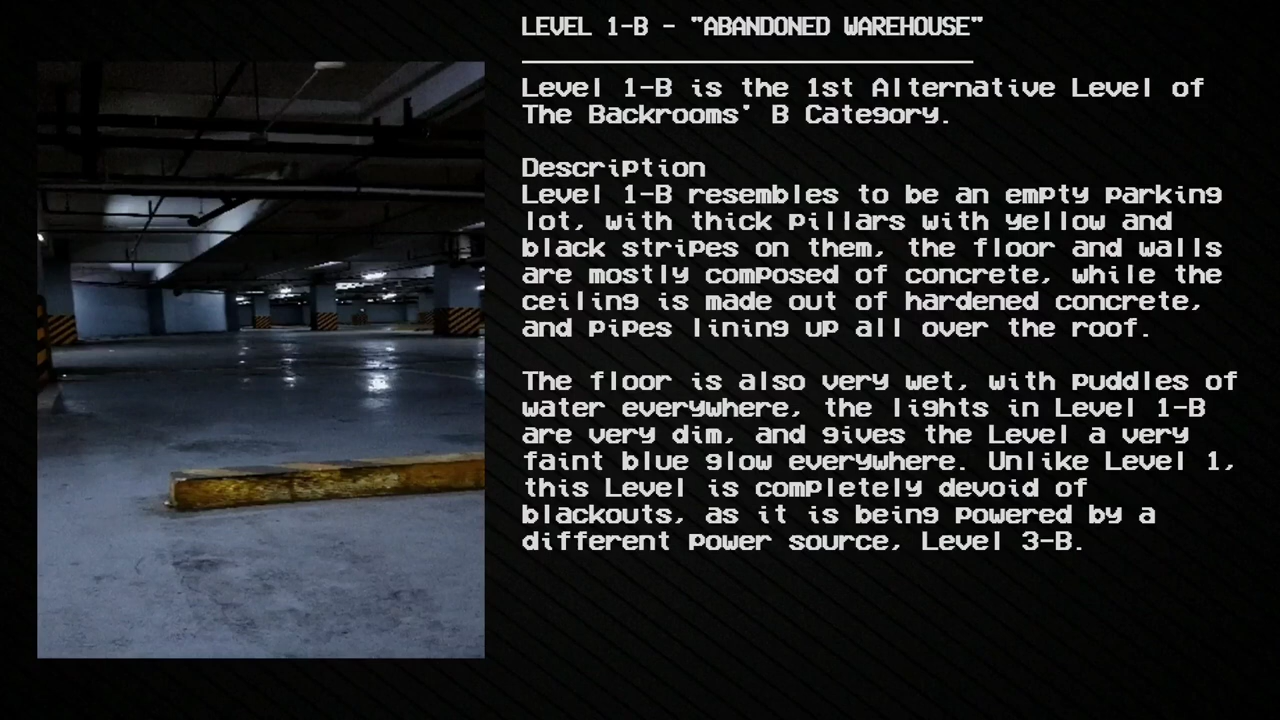 LEVEL 1-B - "ABANDONED WAREHOUSE"
Level 1-B is the 1st Alternative Level of
The Backrooms' B Category.
Description
Level 1-B resembles to be an empty parking
lot, with thick pillars with yellow and
black stripes on them, the floor and walls
are mostly composed of concrete, while the
ceiling is made out of hardened concrete,
and pipes lining up all over the roof.
The floor is also very wet, with puddles of
water everywhere, the lights in Level 1-B
are very dim, and gives the Level a very
faint blue glow everywhere. Unlike Level 1,
this Level is completely devoid of
blackouts, as it is being powered by a
different power source, Level 3-B.